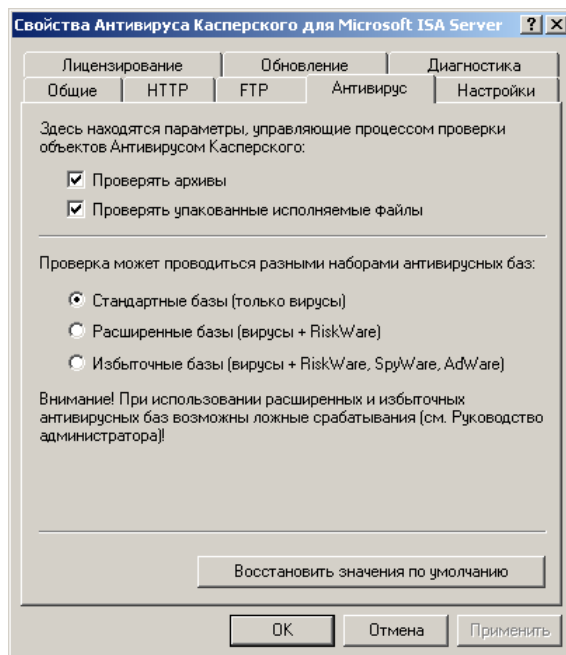 Свойства Антивируса Касперского для Microsoft ISA Server
Лицензирование Обновление Диагностика
Общие HTTP FTP Антивирус Настройки
Здесь находятся параметры, управляющие процессом проверки
объектов Антивирусом Касперского:
Проверять архивы
Проверять упакованные исполняемые файлы
Проверка может проводиться разными наборами антивирусных баз:
Стандартные базы (только вирусы)
Расширенные базы (вирусы + RiskWare)
Избыточные базы (вирусы + RiskWare, SpyWare, AdWare)
Внимание! При использовании расширенных и избыточных
антивирусных баз возможны ложные срабатывания (см. Руководство
администратора)!
Восстановить значения по умолчанию
OK Отмена Применить